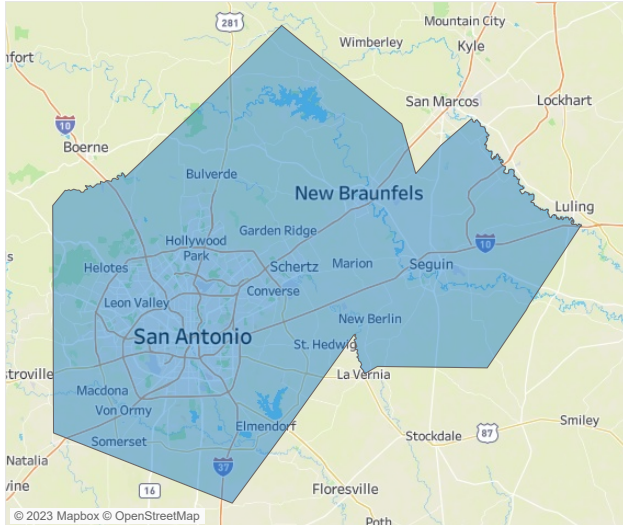 Mountain City
281
Wimberley
Kyle
nfort
San Marcos
Lockhart
10
Boerne
Bulverde
New Braunfels
Luling
Garden Ridge
Hollywood
Park
10
Helotes
Schertz
Marion
Seguin
Converse
Leon Valley
New Berlin
San Antonio
St. Hedwig
stroville
La Vernia
Macdona
Von Ormy
Smiley
Elmendorf
Stockdale
87
Somerset
Natalia
37
vine
16
Floresville
© 2023 Mapbox © OpenStreetMap
Poth